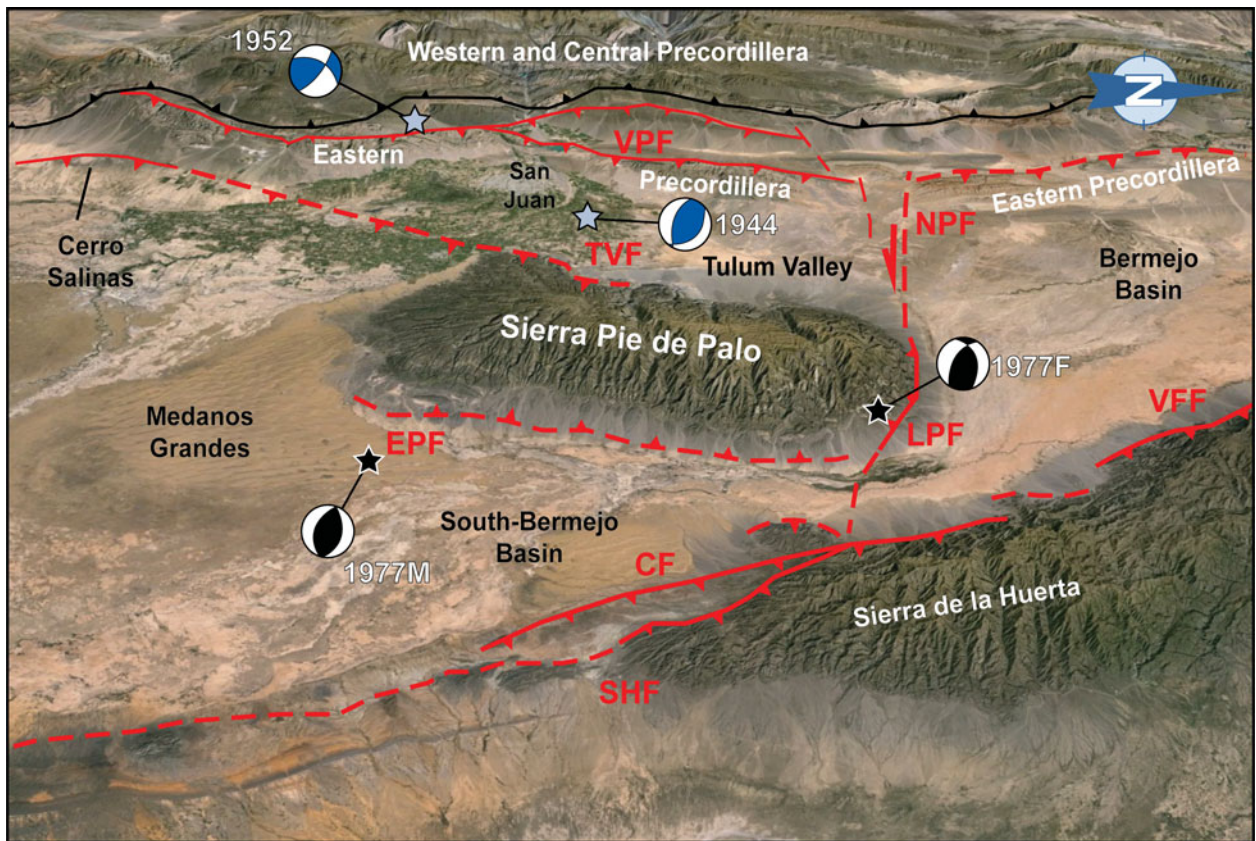 1952
Western and Central Precordillera
N
Eastern
VPF
San
Juan
Precordillera
NPF
Eastern Precordillera
1944
Cerro
Salinas
TVF
Tulum Valley
Bermejo
Basin
Sierra Pie de Palo
1977F
Medanos
Grandes
EPF
LPF
VFF
South-Bermejo
Basin
1977M
CF
Sierra de la Huerta
SHF